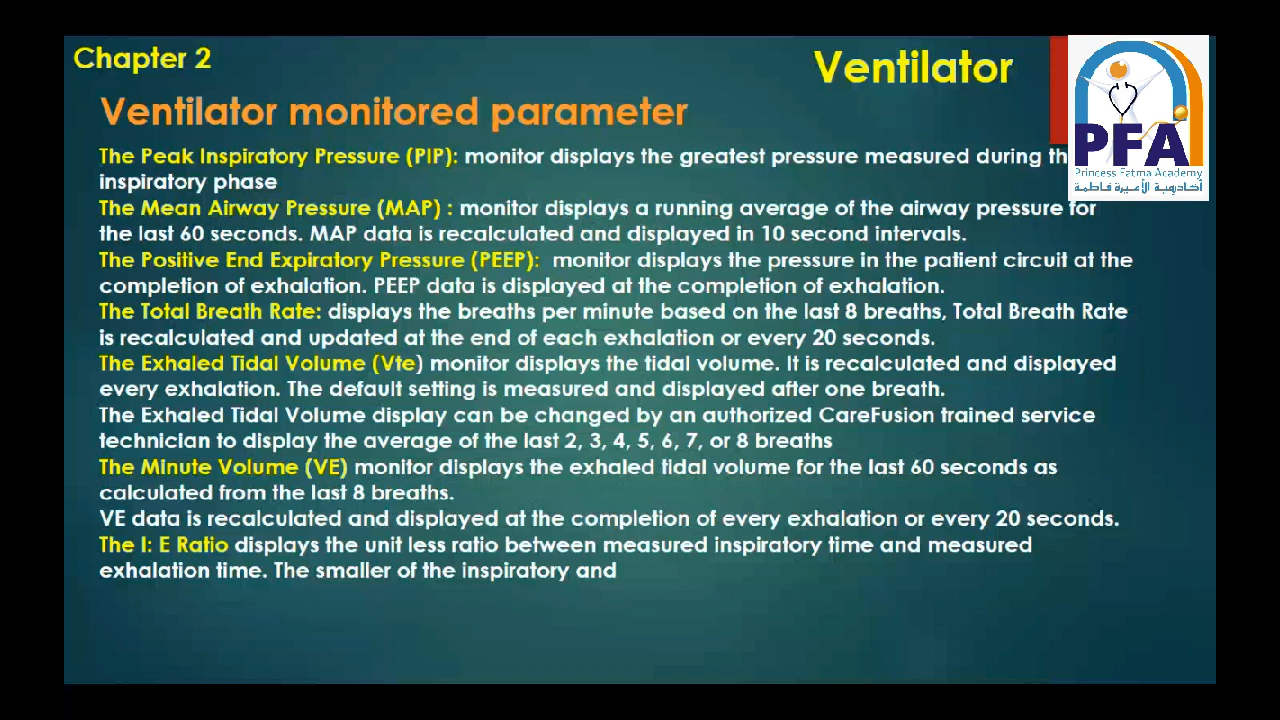 Chapter 2
Ventilator
PFA
Princess Fatma Academy
أكاديمية الأميرة فاطمة
Ventilator monitored parameter
The Peak Inspiratory Pressure (PIP): monitor displays the greatest pressure measured during th
inspiratory phase
The Mean Airway Pressure (MAP) : monitor displays a running average of the airway pressure for
the last 60 seconds. MAP data is recalculated and displayed in 10 second intervals.
The Positive End Expiratory Pressure (PEEP): monitor displays the pressure in the patient circuit at the
completion of exhalation. PEEP data is displayed at the completion of exhalation.
The Total Breath Rate: displays the breaths per minute based on the last 8 breaths, Total Breath Rate
is recalculated and updated at the end of each exhalation or every 20 seconds.
The Exhaled Tidal Volume (Vte) monitor displays the tidal volume. It is recalculated and displayed
every exhalation. The default setting is measured and displayed after one breath.
The Exhaled Tidal Volume display can be changed by an authorized CareFusion trained service
technician to display the average of the last 2, 3, 4, 5, 6, 7, or 8 breaths
The Minute Volume (VE) monitor displays the exhaled tidal volume for the last 60 seconds as
calculated from the last 8 breaths.
VE data is recalculated and displayed at the completion of every exhalation or every 20 seconds.
The I: E Ratio displays the unit less ratio between measured inspiratory time and measured
exhalation time. The smaller of the inspiratory and